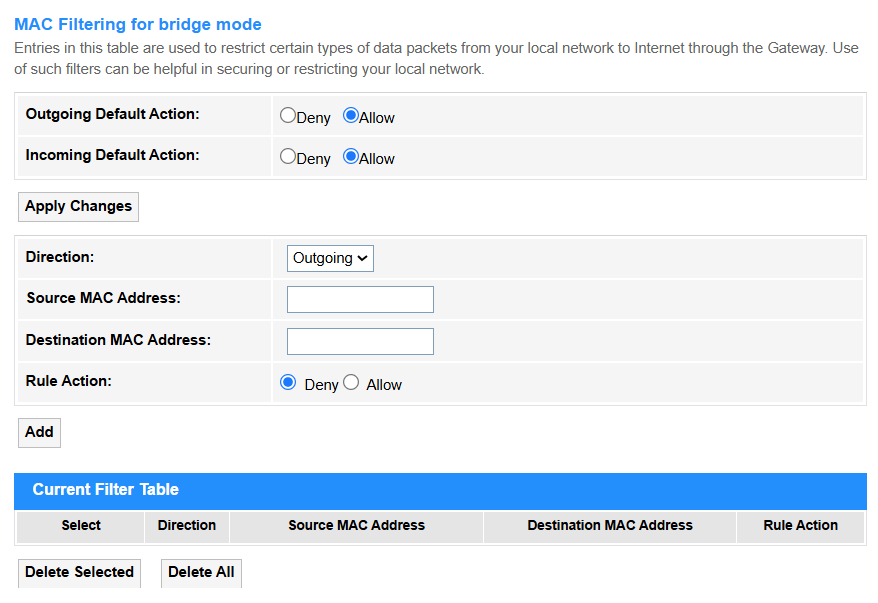 MAC Filtering for bridge mode
Entries in this table are used to restrict certain types of data packets from your local network to Internet through the Gateway. Use
of such filters can be helpful in securing or restricting your local network.
Outgoing Default Action: Deny Allow
Incoming Default Action: Deny Allow
Apply Changes
Direction: Outgoing
Source MAC Address:
Destination MAC Address:
Rule Action: Deny Allow
Add
Current Filter Table
Select Direction Source MAC Address Destination MAC Address Rule Action
Delete Selected Delete All